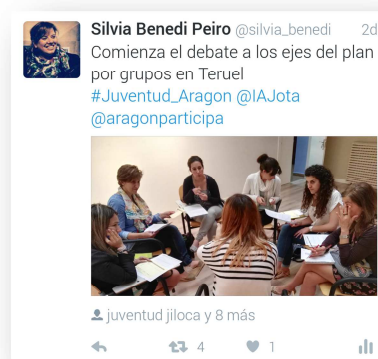 Silvia Benedi Peiro @silvia_benedi 2d
Comienza el debate a los ejes del plan
por grupos en Teruel
#Juventud_Aragon @IAJota
@aragonparticipa
juventud jiloca y 8 más
4 1